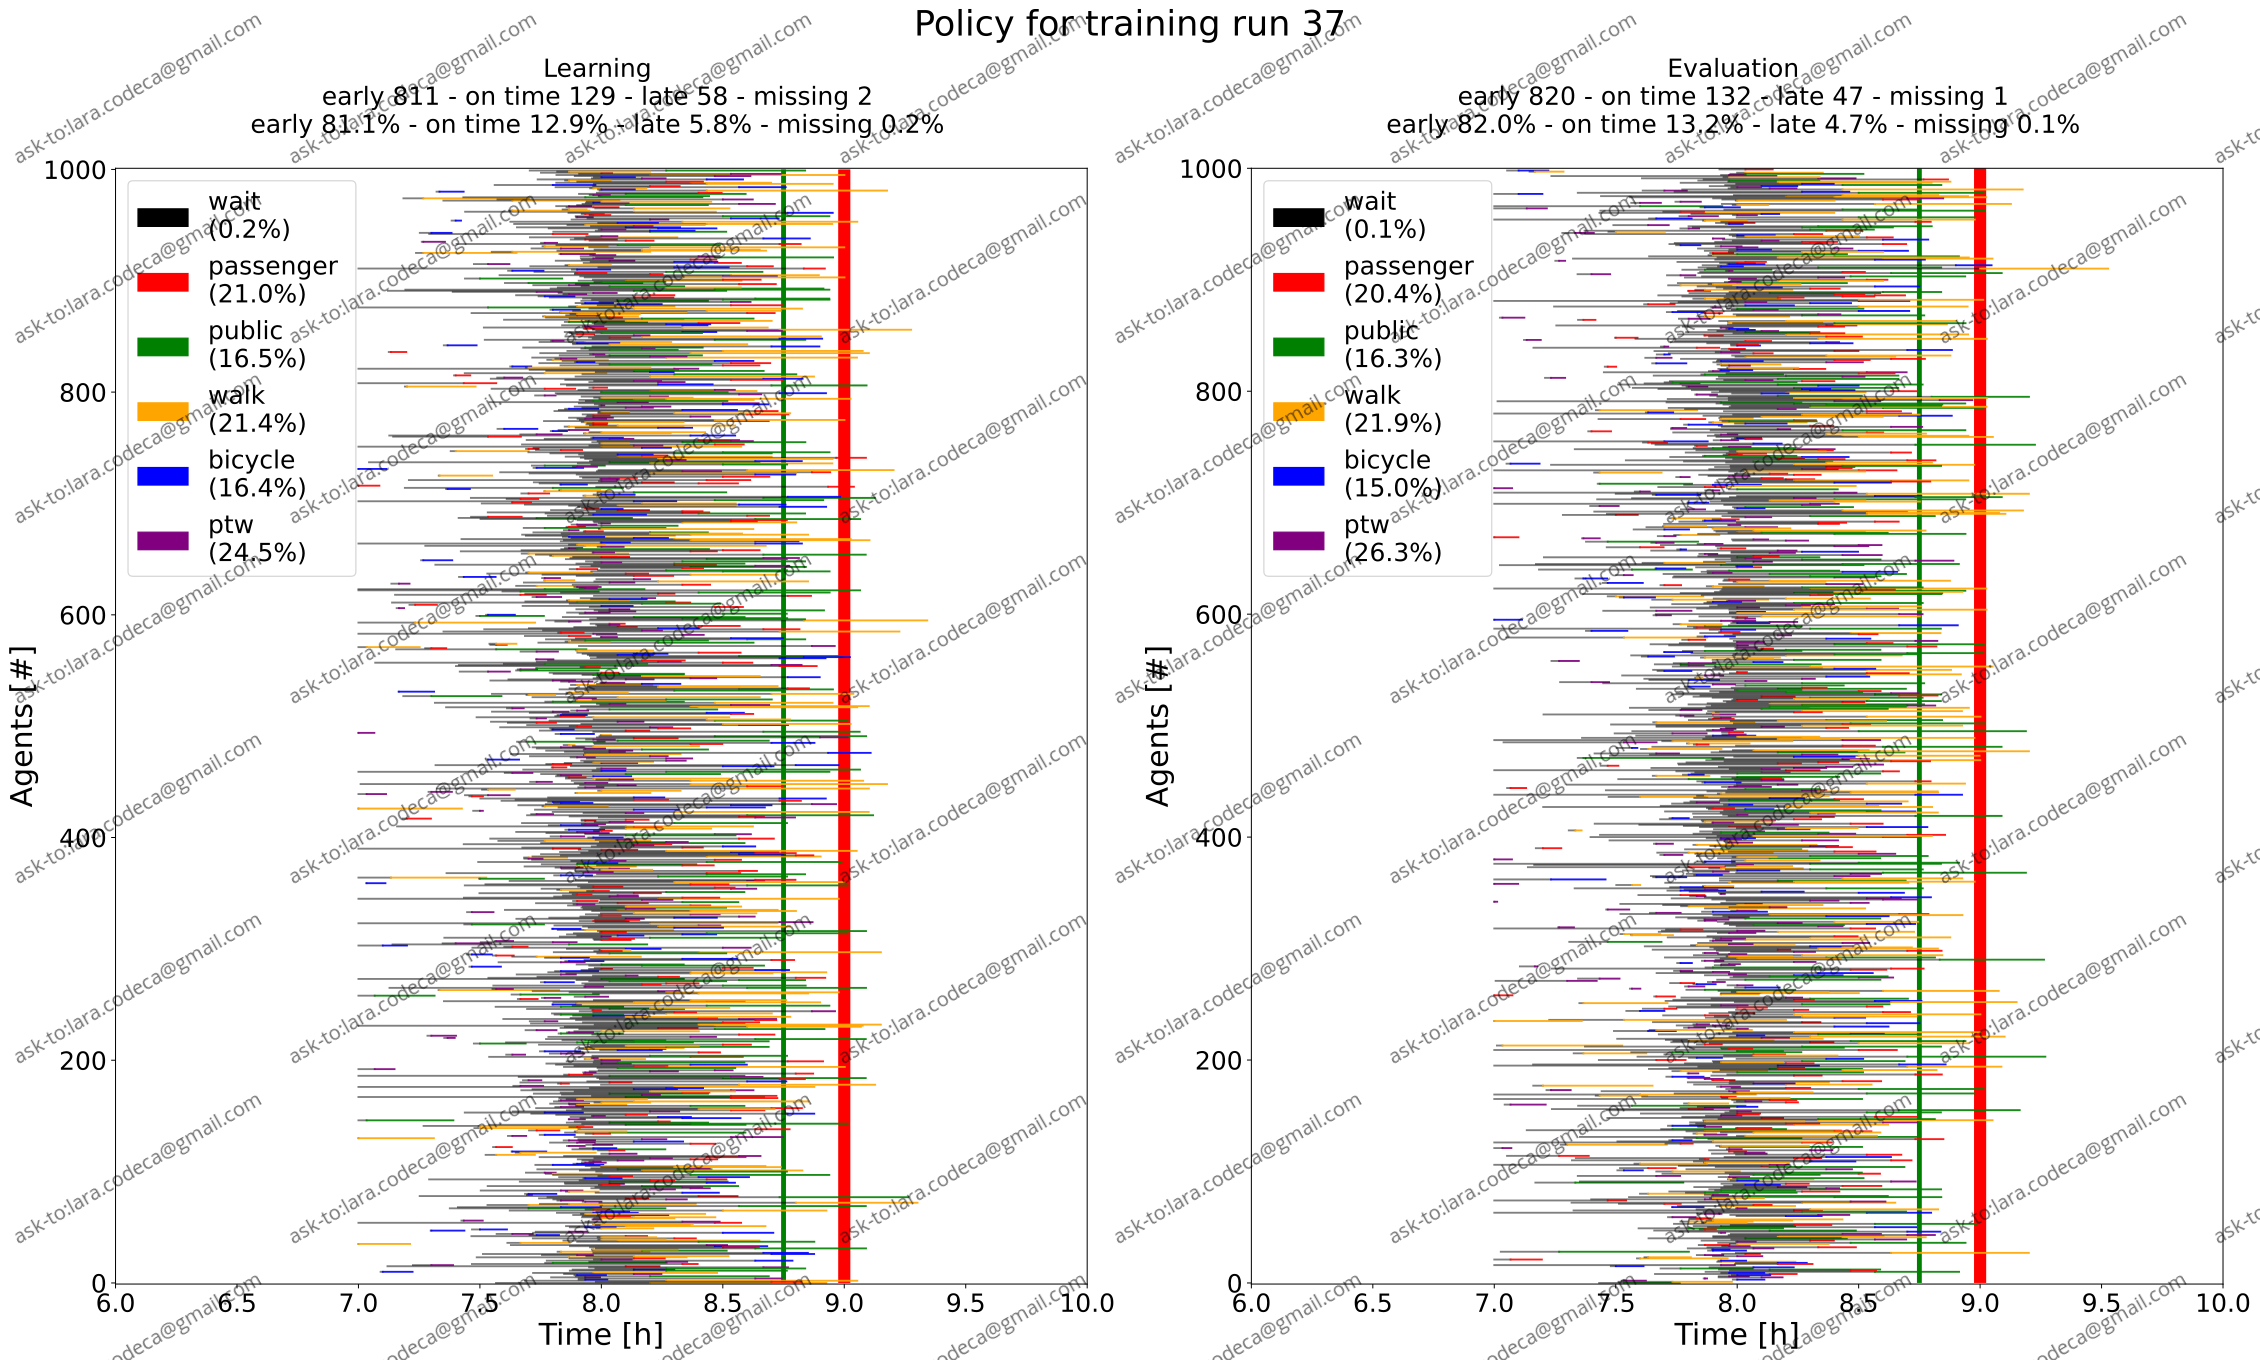 Policy for training run 37
Learning
early 811 - on time 129 - late 58 - missing 2
early 81.1% - on time 12.9% - late 5.8% - missing 0.2%
1000
800
600
400
200
0
Agents [#]
wait
(0.2%)
passenger
(21.0%)
public
(16.5%)
walk
(21.4%)
bicycle
(16.4%)
ptw
(24.5%)
6.0 6.5 7.0 7.5 8.0 8.5 9.0 9.5 10.0
Time [h]
Evaluation
early 820 - on time 132 - late 47 - missing 1
early 82.0% - on time 13.2% - late 4.7% - missing 0.1%
1000
800
600
400
200
0
Agents [#]
wait
(0.1%)
passenger
(20.4%)
public
(16.3%)
walk
(21.9%)
bicycle
(15.0%)
ptw
(26.3%)
6.0 6.5 7.0 7.5 8.0 8.5 9.0 9.5 10.0
Time [h]
ask-to:lara.codeca@gmail.com